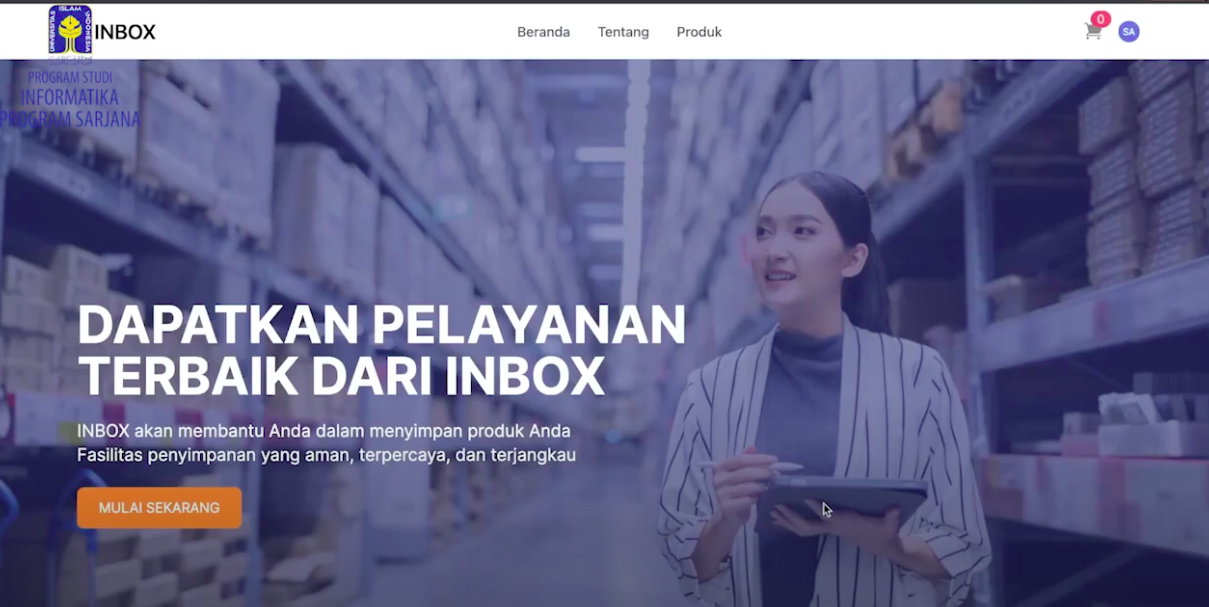 UNIVERSITAS ISLAM INDONESIA
INBOX
Beranda
Tentang
Produk
0
SA
PROGRAM STUDI
INFORMATIKA
PROGRAM SARJANA
DAPATKAN PELAYANAN
TERBAIK DARI INBOX
INBOX akan membantu Anda dalam menyimpan produk Anda
Fasilitas penyimpanan yang aman, terpercaya, dan terjangkau
MULAI SEKARANG